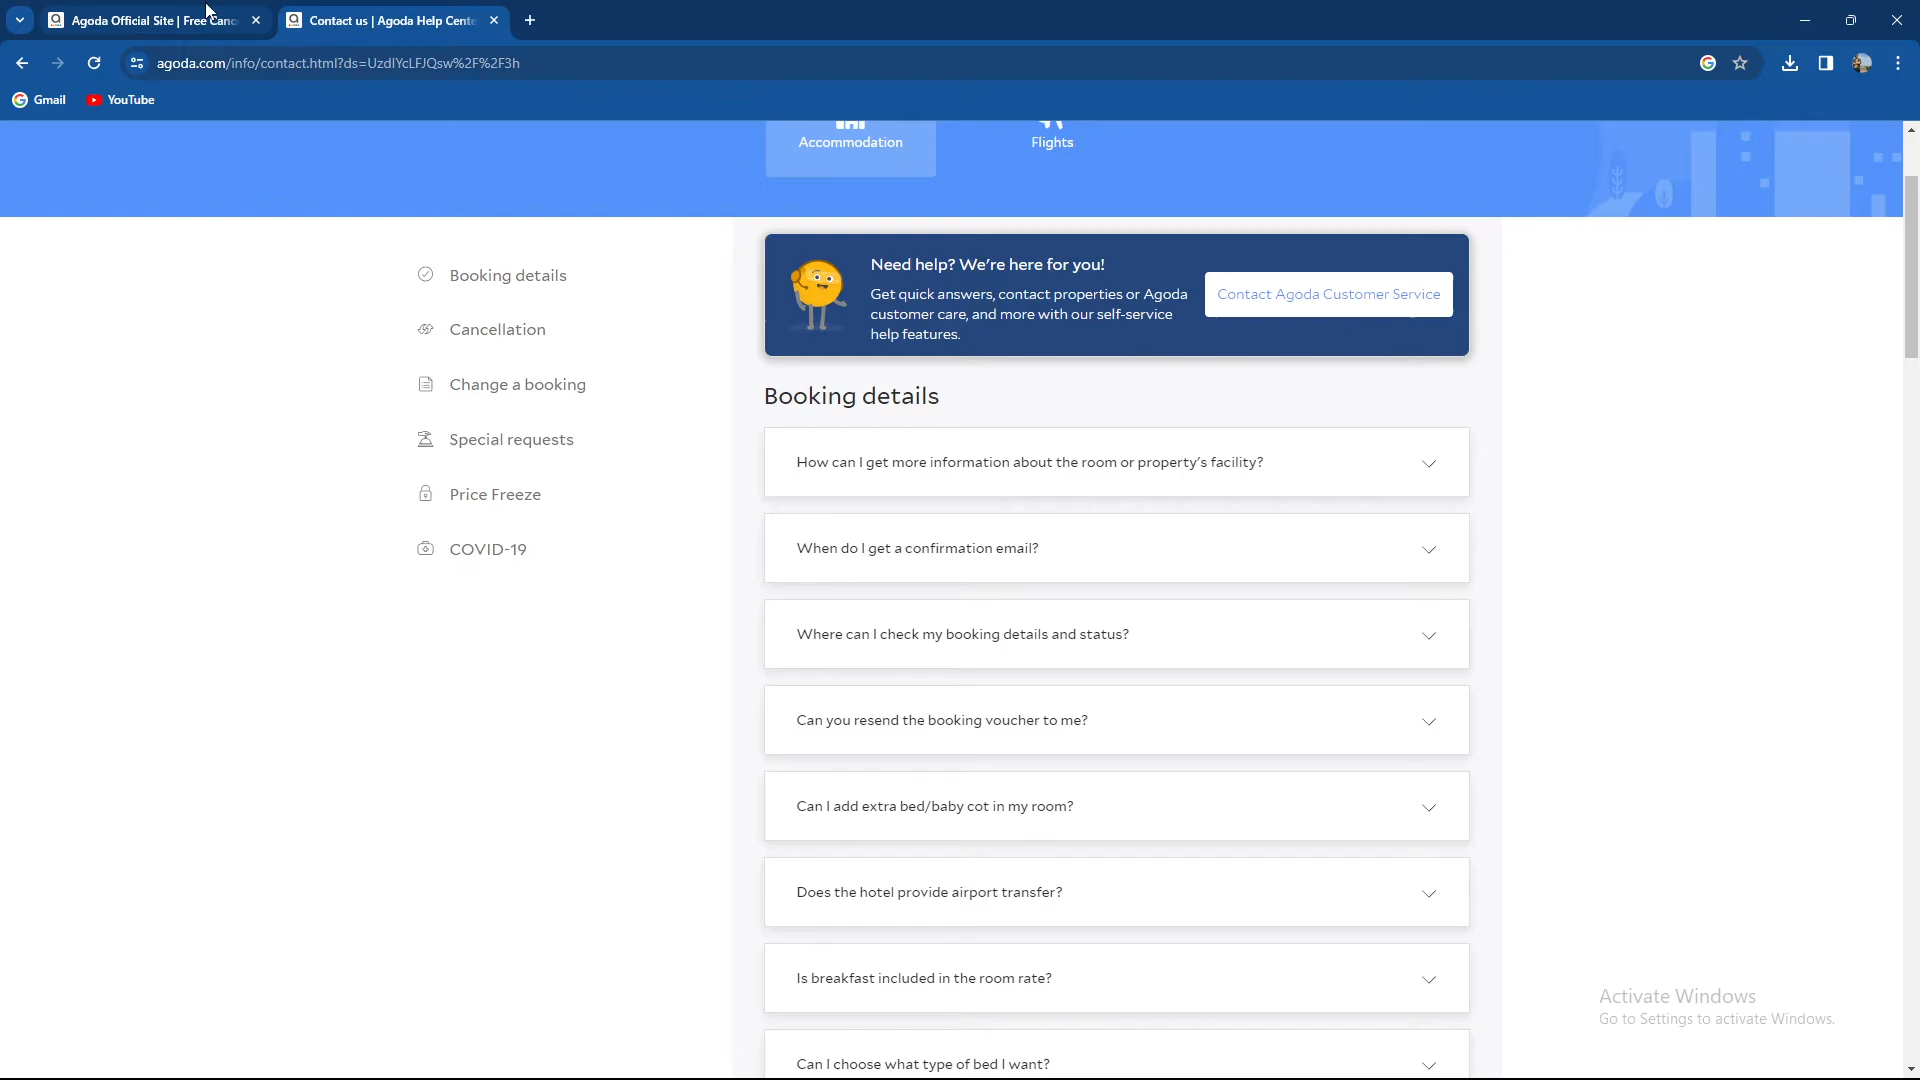 Agoda Official Site | Free Canc
Contact us | Agoda Help Cente
agoda.com/info/contact.html?ds=UzdlYcLFJQsw%2F%2F3h
Gmail
YouTube
Accommodation
Flights
Booking details
Cancellation
Change a booking
Special requests
Price Freeze
COVID-19
Need help? We're here for you!
Get quick answers, contact properties or Agoda
customer care, and more with our self-service
help features.
Contact Agoda Customer Service
Booking details
How can I get more information about the room or property's facility?
When do I get a confirmation email?
Where can I check my booking details and status?
Can you resend the booking voucher to me?
Can I add extra bed/baby cot in my room?
Does the hotel provide airport transfer?
Is breakfast included in the room rate?
Can I choose what type of bed I want?
Activate Windows
Go to Settings to activate Windows.